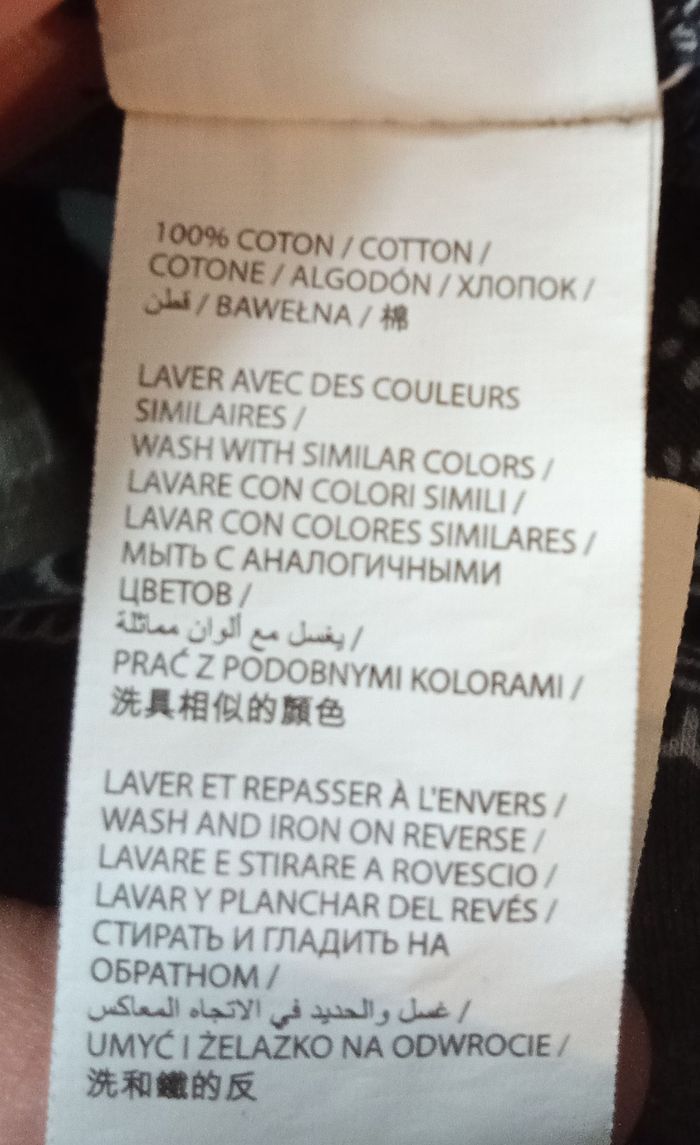 100% COTON / COTTON /
COTONE / ALGODÓN / ХЛОПОК /
قطن / BAWEŁNA / 棉
LAVER AVEC DES COULEURS
SIMILAIRES /
WASH WITH SIMILAR COLORS /
LAVARE CON COLORI SIMILI /
LAVAR CON COLORES SIMILARES /
МЫТЬ С АНАЛОГИЧНЫМИ
ЦВЕТОВ /
يغسل مع ألوان مماثلة /
PRAĆ Z PODOBNYMI KOLORAMI /
洗具相似的顏色
LAVER ET REPASSER À L'ENVERS /
WASH AND IRON ON REVERSE /
LAVARE E STIRARE A ROVESCIO /
LAVAR Y PLANCHAR DEL REVÉS /
СТИРАТЬ И ГЛАДИТЬ НА
ОБРАТНОМ /
غسل والحديد في الاتجاه المعاكس /
UMYĆ I ŻELAZKO NA ODWROCIE /
洗和鐵的反